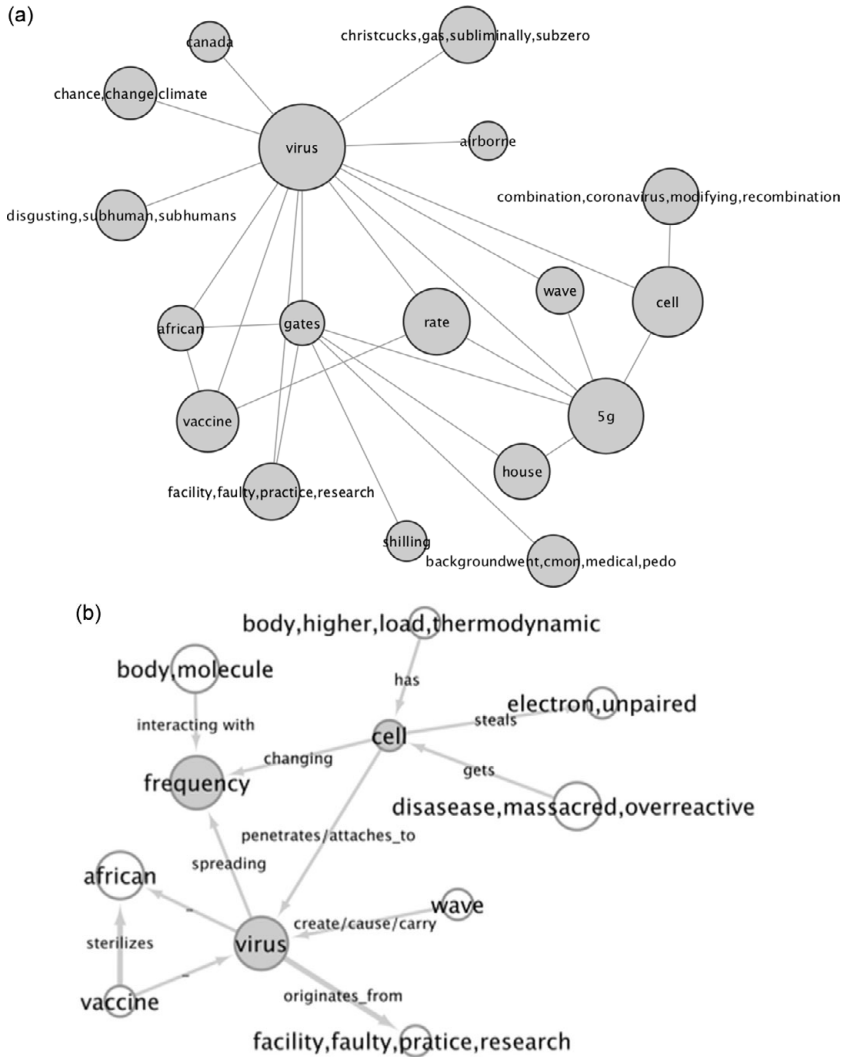 (a)
canada
christcucks,gas,subliminally,subzero
chance,change,climate
virus
airborne
combination,coronavirus,modifying,recombination
disgusting,subhuman,subhumans
wave
cell
african
gates
rate
vaccine
5g
house
facility,faulty,practice,research
shilling
backgroundwent,cmon,medical,pedo
(b)
body,higher,load,thermodynamic
body,molecule
has
electron,unpaired
interacting with
steals
cell
changing
gets
frequency
disasease,massacred,overreactive
penetrates/attaches_to
spreading
african
wave
_
create/cause/carry
virus
sterilizes
_
vaccine
originates_from
facility,faulty,pratice,research